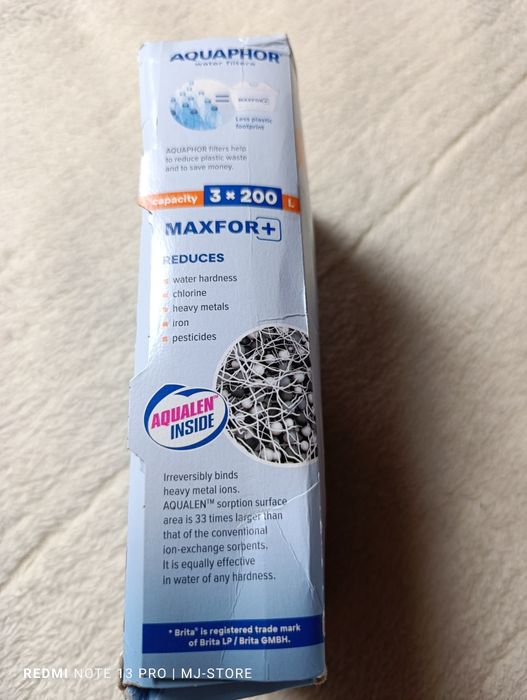 AQUAPHOR
water filters
=
MAXFOR+
Less plastic
footprint
AQUAPHOR filters help
to reduce plastic waste
and to save money.
capacity 3 × 200 L
MAXFOR+
REDUCES
water hardness
chlorine
heavy metals
iron
pesticides
AQUALEN™
INSIDE
Irreversibly binds
heavy metal ions.
AQUALEN™ sorption surface
area is 33 times larger than
that of the conventional
ion-exchange sorbents.
It is equally effective
in water of any hardness.
* Brita® is registered trade mark
of Brita LP / Brita GMBH.
REDMI NOTE 13 PRO | MJ-STORE